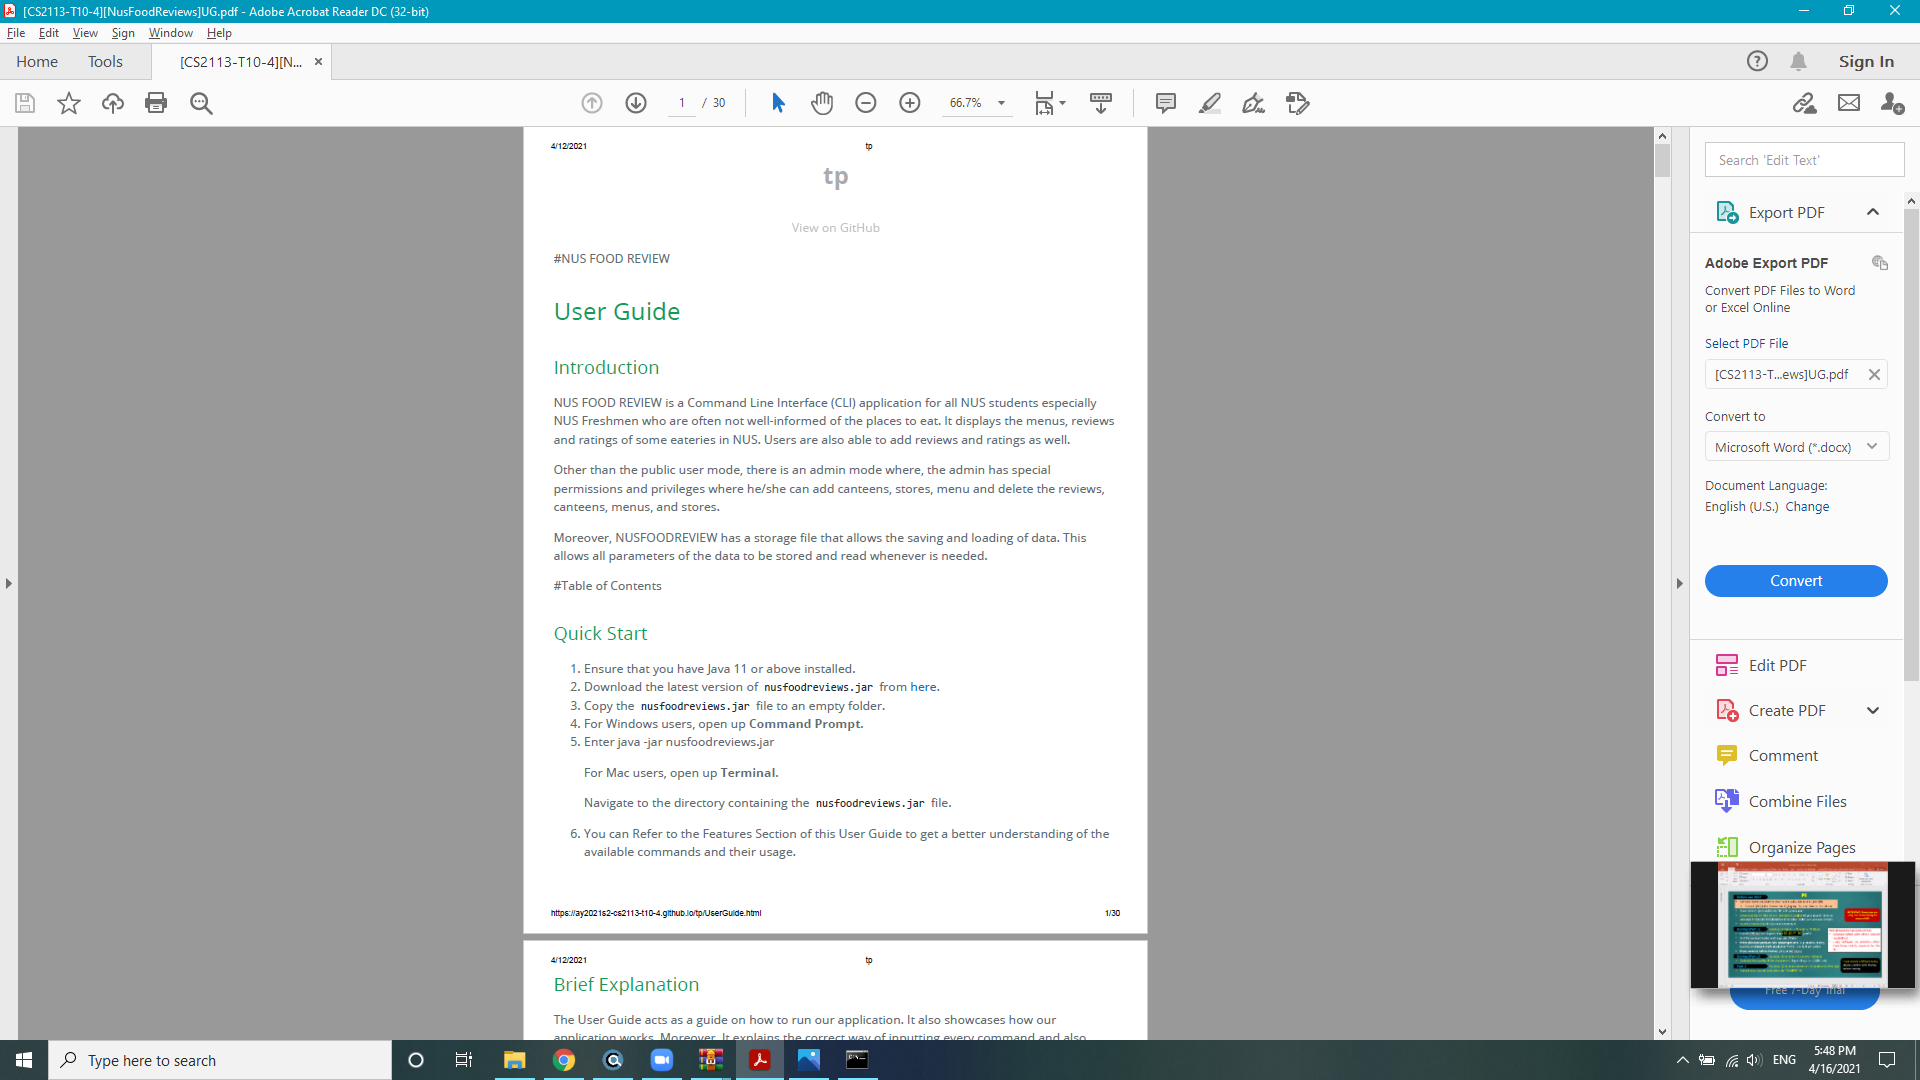 [CS2113-T10-4][NusFoodReviews]UG.pdf - Adobe Acrobat Reader DC (32-bit)
File Edit View Sign Window Help
Home Tools [CS2113-T10-4][N... Sign In
1 / 30 66.7%
4/12/2021 tp
tp
View on GitHub
#NUS FOOD REVIEW
User Guide
Introduction
NUS FOOD REVIEW is a Command Line Interface (CLI) application for all NUS students especially
NUS Freshmen who are often not well-informed of the places to eat. It displays the menus, reviews
and ratings of some eateries in NUS. Users are also able to add reviews and ratings as well.
Other than the public user mode, there is an admin mode where, the admin has special
permissions and privileges where he/she can add canteens, stores, menu and delete the reviews,
canteens, menus, and stores.
Moreover, NUSFOODREVIEW has a storage file that allows the saving and loading of data. This
allows all parameters of the data to be stored and read whenever is needed.
#Table of Contents
Quick Start
1. Ensure that you have Java 11 or above installed.
2. Download the latest version of nusfoodreviews.jar from here.
3. Copy the nusfoodreviews.jar file to an empty folder.
4. For Windows users, open up Command Prompt.
5. Enter java -jar nusfoodreviews.jar
For Mac users, open up Terminal.
Navigate to the directory containing the nusfoodreviews.jar file.
6. You can Refer to the Features Section of this User Guide to get a better understanding of the
available commands and their usage.
https://ay2021s2-cs2113-t10-4.github.io/tp/UserGuide.html 1/30
4/12/2021 tp
Brief Explanation
The User Guide acts as a guide on how to run our application. It also showcases how our
application works. Moreover, It explains the correct way of inputting every command and also
Search 'Edit Text'
Export PDF
Adobe Export PDF
Convert PDF Files to Word
or Excel Online
Select PDF File
[CS2113-T...ews]UG.pdf
Convert to
Microsoft Word (*.docx)
Document Language:
English (U.S.) Change
Convert
Edit PDF
Create PDF
Comment
Combine Files
Organize Pages
Free 7-Day Trial
Type here to search
ENG
5:48 PM
4/16/2021